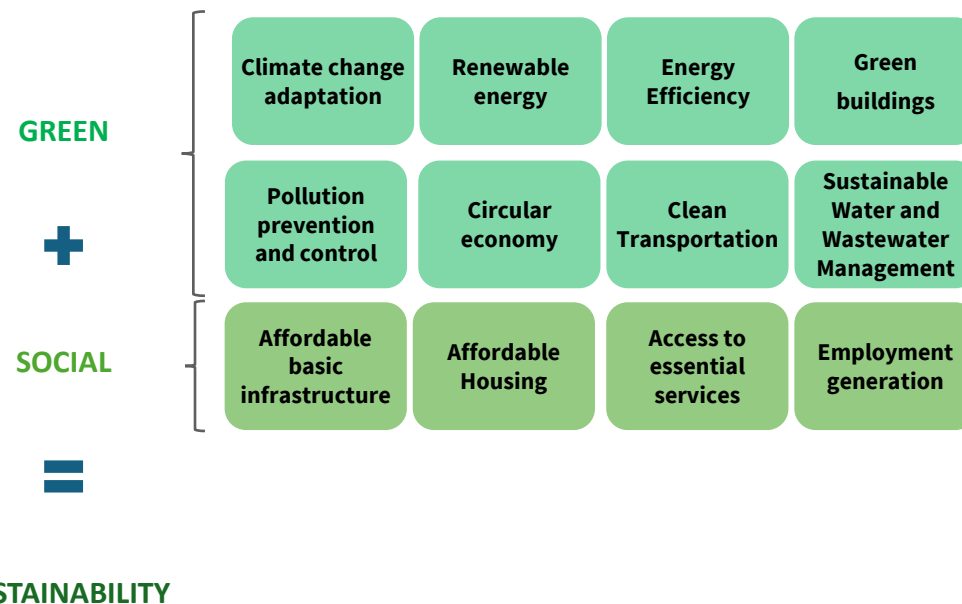 Climate change
adaptation
Renewable
energy
Energy
Efficiency
Green
buildings
GREEN
Pollution
prevention
and control
Circular
economy
Clean
Transportation
Sustainable
Water and
Wastewater
Management
+
SOCIAL
Affordable
basic
infrastructure
Affordable
Housing
Access to
essential
services
Employment
generation
=
STAINABILITY